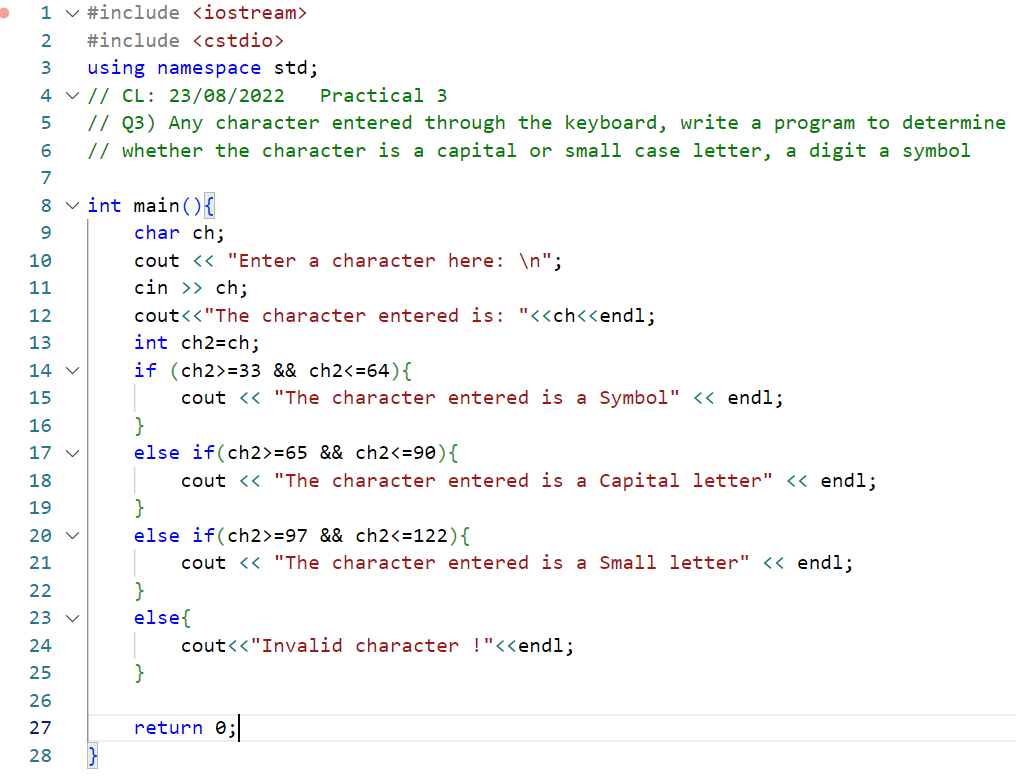 1 #include <iostream>
2 #include <cstdio>
3 using namespace std;
4 // CL: 23/08/2022   Practical 3
5 // Q3) Any character entered through the keyboard, write a program to determine
6 // whether the character is a capital or small case letter, a digit a symbol
7
8 int main(){
9     char ch;
10     cout << "Enter a character here: \n";
11     cin >> ch;
12     cout<<"The character entered is: "<<ch<<endl;
13     int ch2=ch;
14     if (ch2>=33 && ch2<=64){
15         cout << "The character entered is a Symbol" << endl;
16     }
17     else if(ch2>=65 && ch2<=90){
18         cout << "The character entered is a Capital letter" << endl;
19     }
20     else if(ch2>=97 && ch2<=122){
21         cout << "The character entered is a Small letter" << endl;
22     }
23     else{
24         cout<<"Invalid character !"<<endl;
25     }
26
27     return 0;
28 }